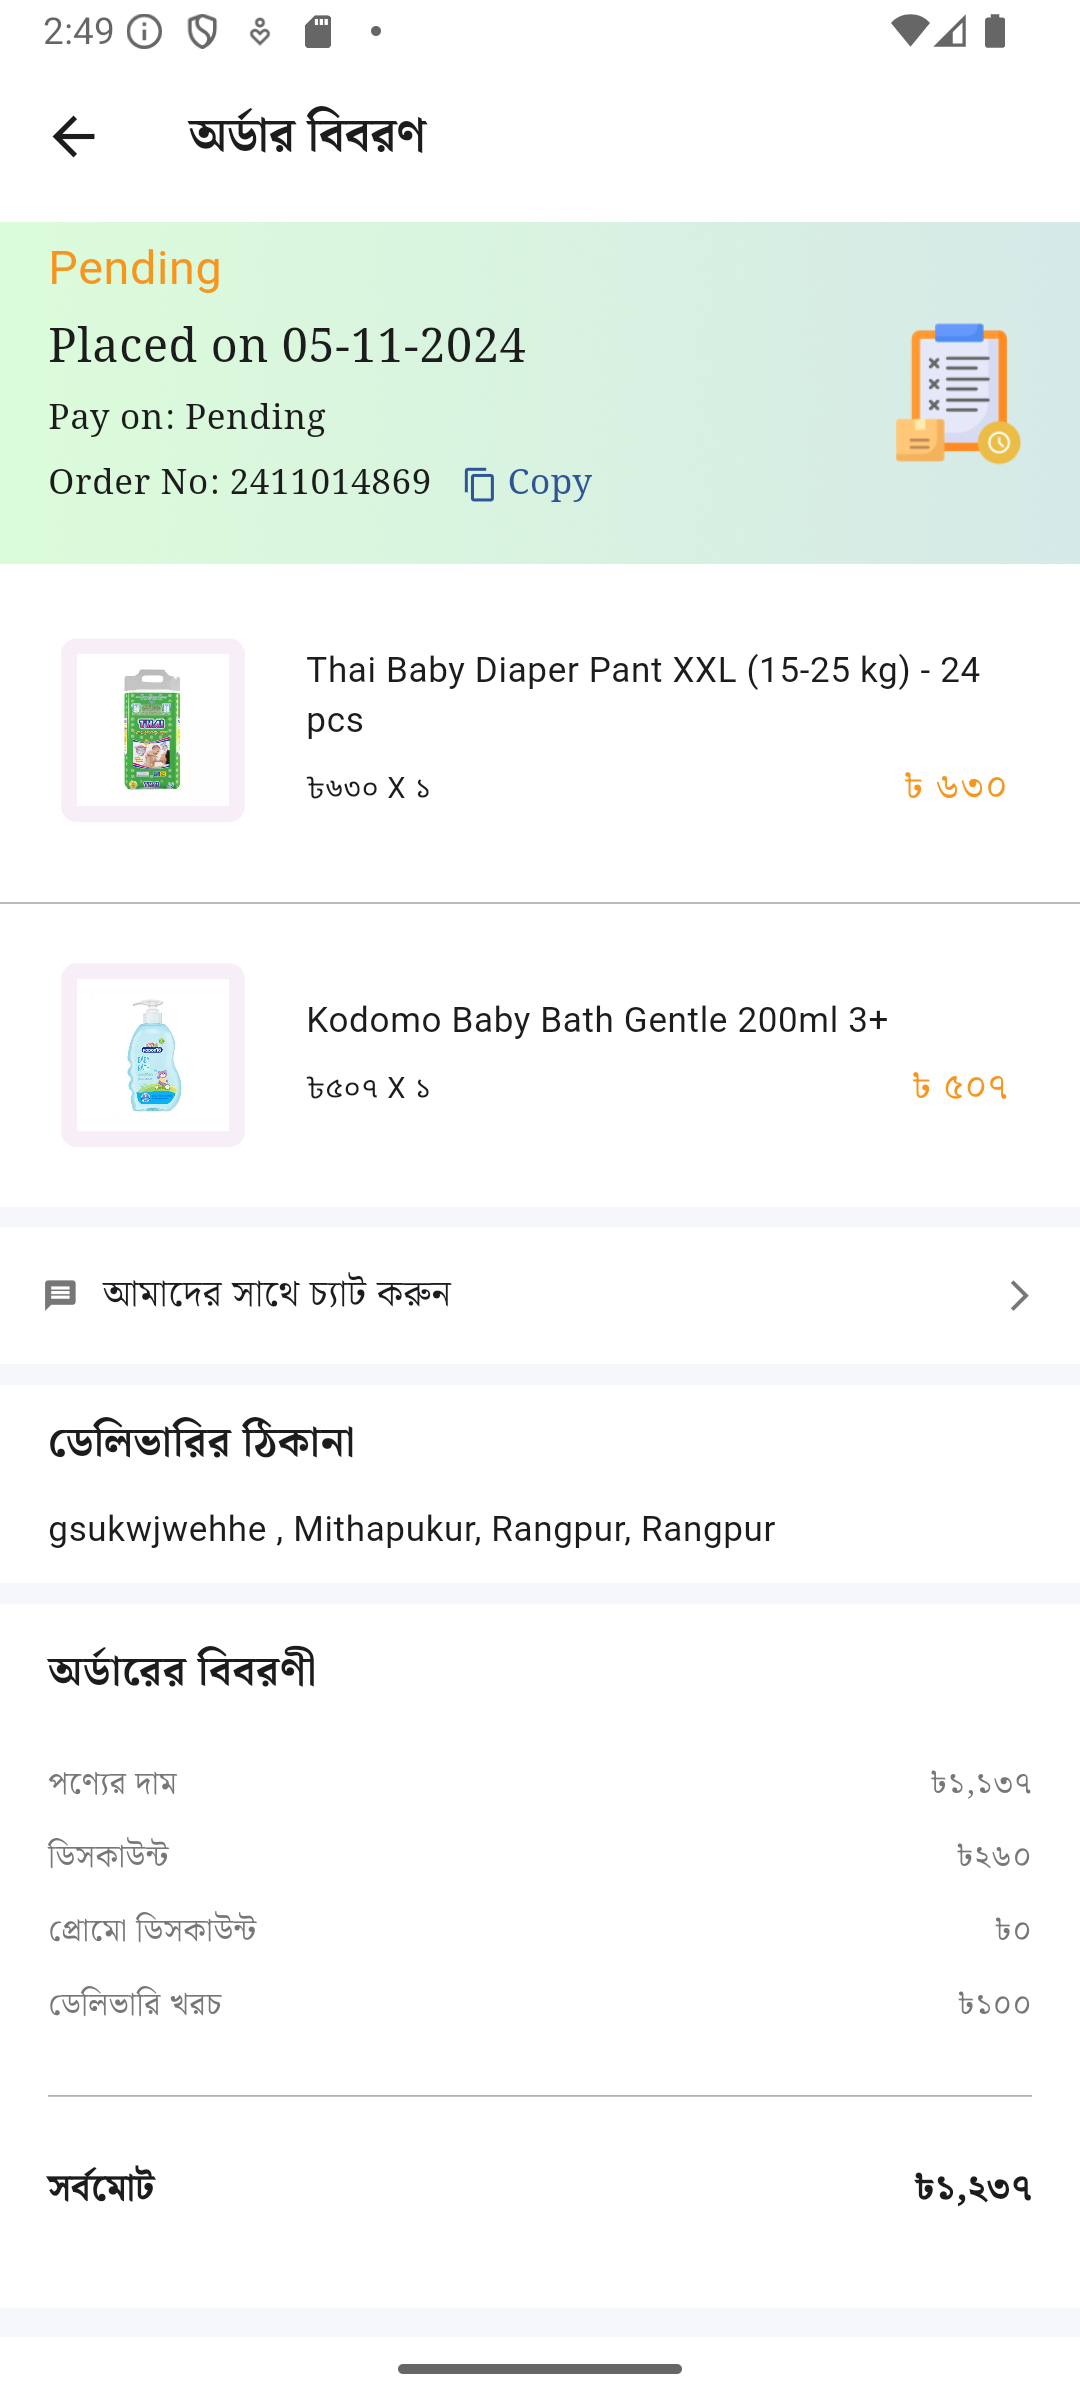 2:49
অর্ডার বিবরণ
Pending
Placed on 05-11-2024
Pay on: Pending
Order No: 2411014869 Copy
Thai Baby Diaper Pant XXL (15-25 kg) - 24
pcs
৳৬৩০ X ১
৳ ৬৩০
Kodomo Baby Bath Gentle 200ml 3+
৳৫০৭ X ১
৳ ৫০৭
আমাদের সাথে চ্যাট করুন
ডেলিভারির ঠিকানা
gsukwjwehhe , Mithapukur, Rangpur, Rangpur
অর্ডারের বিবরণী
পণ্যের দাম ৳১,১৩৭
ডিসকাউন্ট ৳২৬০
প্রোমো ডিসকাউন্ট ৳০
ডেলিভারি খরচ ৳১০০
সর্বমোট ৳১,২৩৭